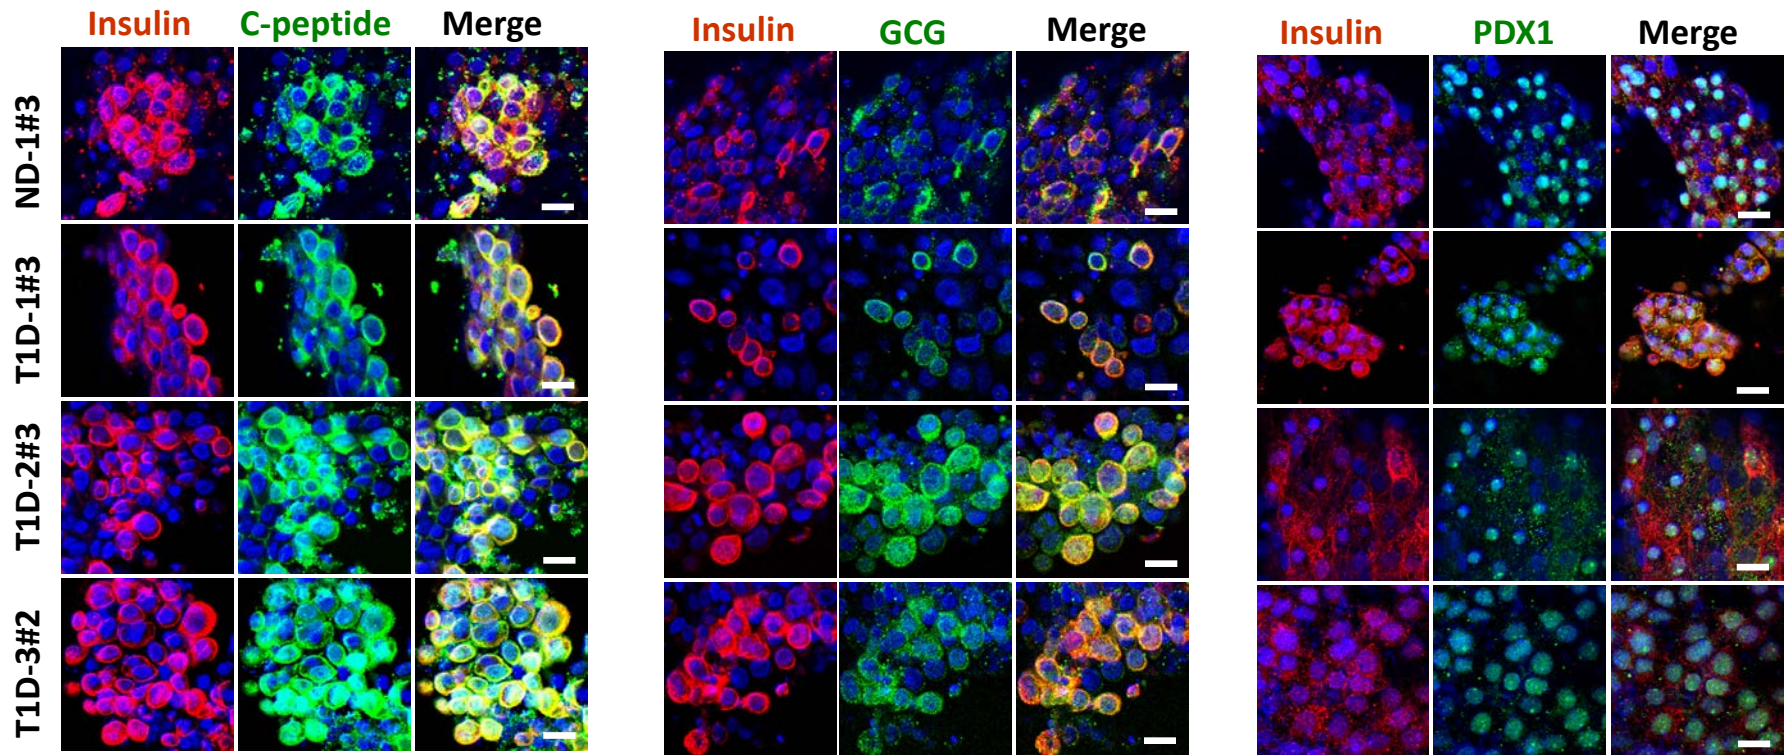 Insulin C-peptide Merge
Insulin GCG Merge
Insulin PDX1 Merge
ND-1#3
T1D-1#3
T1D-2#3
T1D-3#2